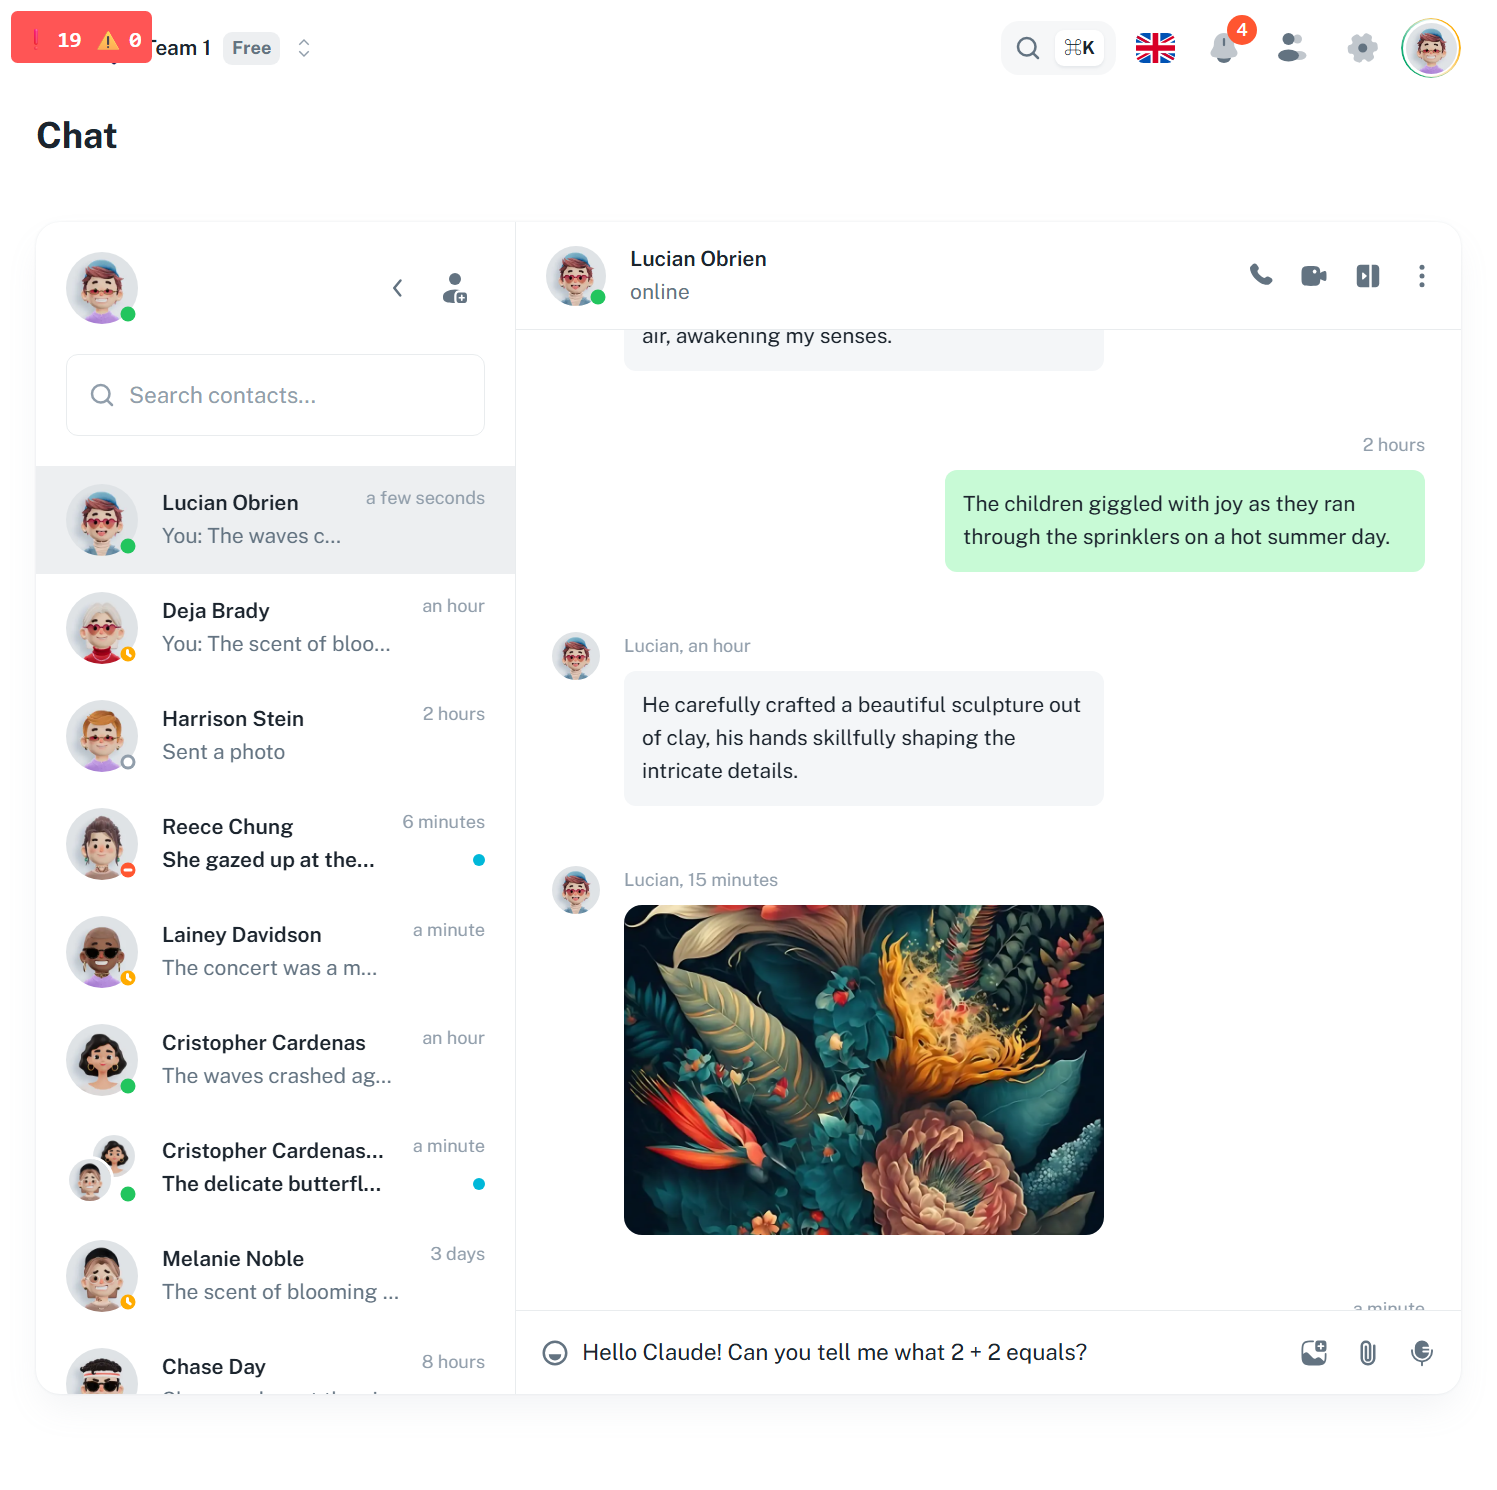 19 0
Team 1
Free
⌘K
4
Chat
Search contacts...
Lucian Obrien
a few seconds
You: The waves c...
Deja Brady
an hour
You: The scent of bloo...
Harrison Stein
2 hours
Sent a photo
Reece Chung
6 minutes
She gazed up at the...
Lainey Davidson
a minute
The concert was a m...
Cristopher Cardenas
an hour
The waves crashed ag...
Cristopher Cardenas...
a minute
The delicate butterfl...
Melanie Noble
3 days
The scent of blooming ...
Chase Day
8 hours
Lucian Obrien
online
air, awakening my senses.
2 hours
The children giggled with joy as they ran
through the sprinklers on a hot summer day.
Lucian, an hour
He carefully crafted a beautiful sculpture out
of clay, his hands skillfully shaping the
intricate details.
Lucian, 15 minutes
a minute
Hello Claude! Can you tell me what 2 + 2 equals?